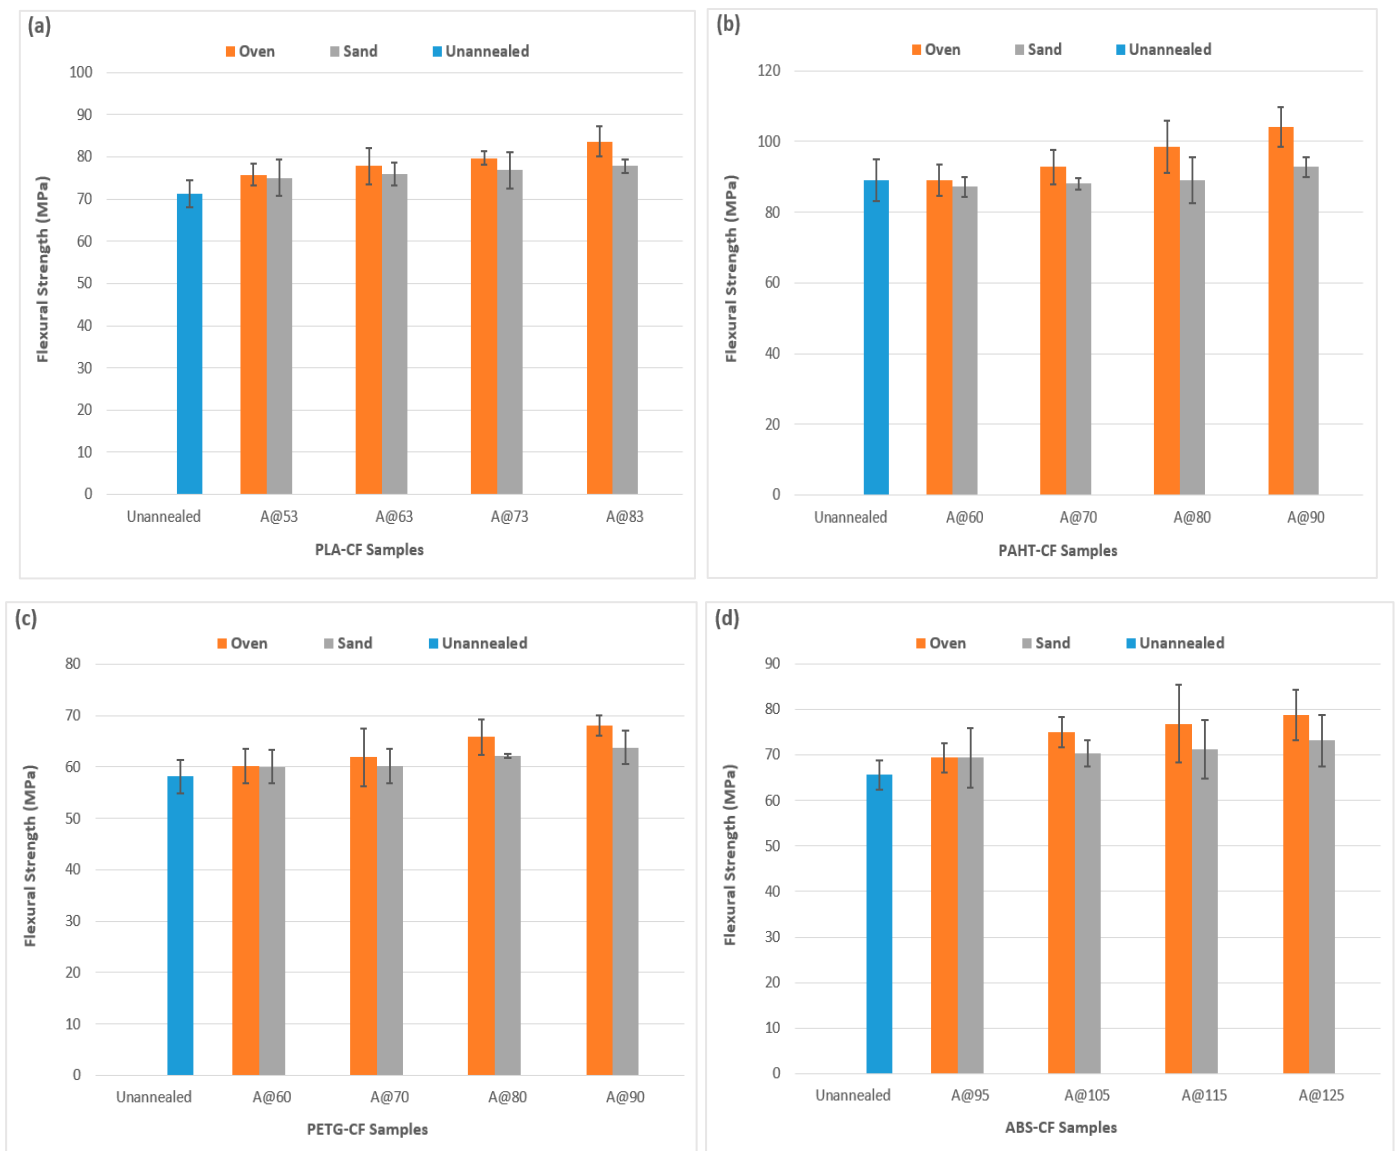 (a)
Oven Sand Unannealed
100
90
80
70
60
50
40
30
20
10
0
Flexural Strength (MPa)
Unannealed A@53 A@63 A@73 A@83
PLA-CF Samples
(b)
Oven Sand Unannealed
120
100
80
60
40
20
0
Flexural Strength (MPa)
Unannealed A@60 A@70 A@80 A@90
PAHT-CF Samples
(c)
Oven Sand Unannealed
80
70
60
50
40
30
20
10
0
Flexural Strength (MPa)
Unannealed A@60 A@70 A@80 A@90
PETG-CF Samples
(d)
Oven Sand Unannealed
90
80
70
60
50
40
30
20
10
0
Flexural Strength (MPa)
Unannealed A@95 A@105 A@115 A@125
ABS-CF Samples